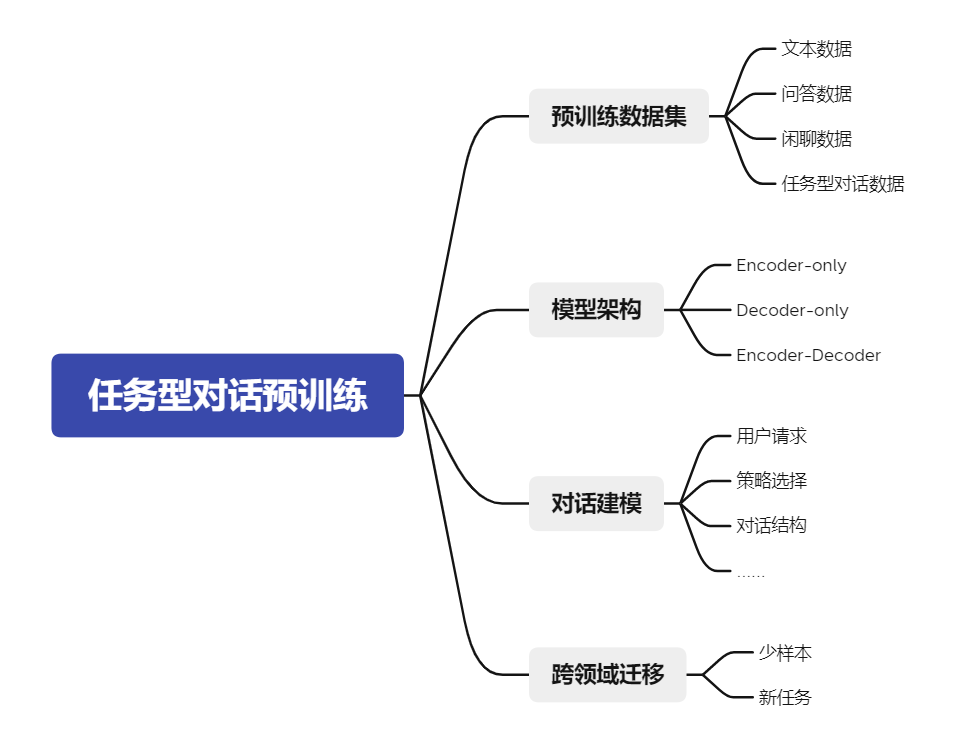 任务型对话预训练
预训练数据集
文本数据
问答数据
闲聊数据
任务型对话数据
模型架构
Encoder-only
Decoder-only
Encoder-Decoder
对话建模
用户请求
策略选择
对话结构
......
跨领域迁移
少样本
新任务